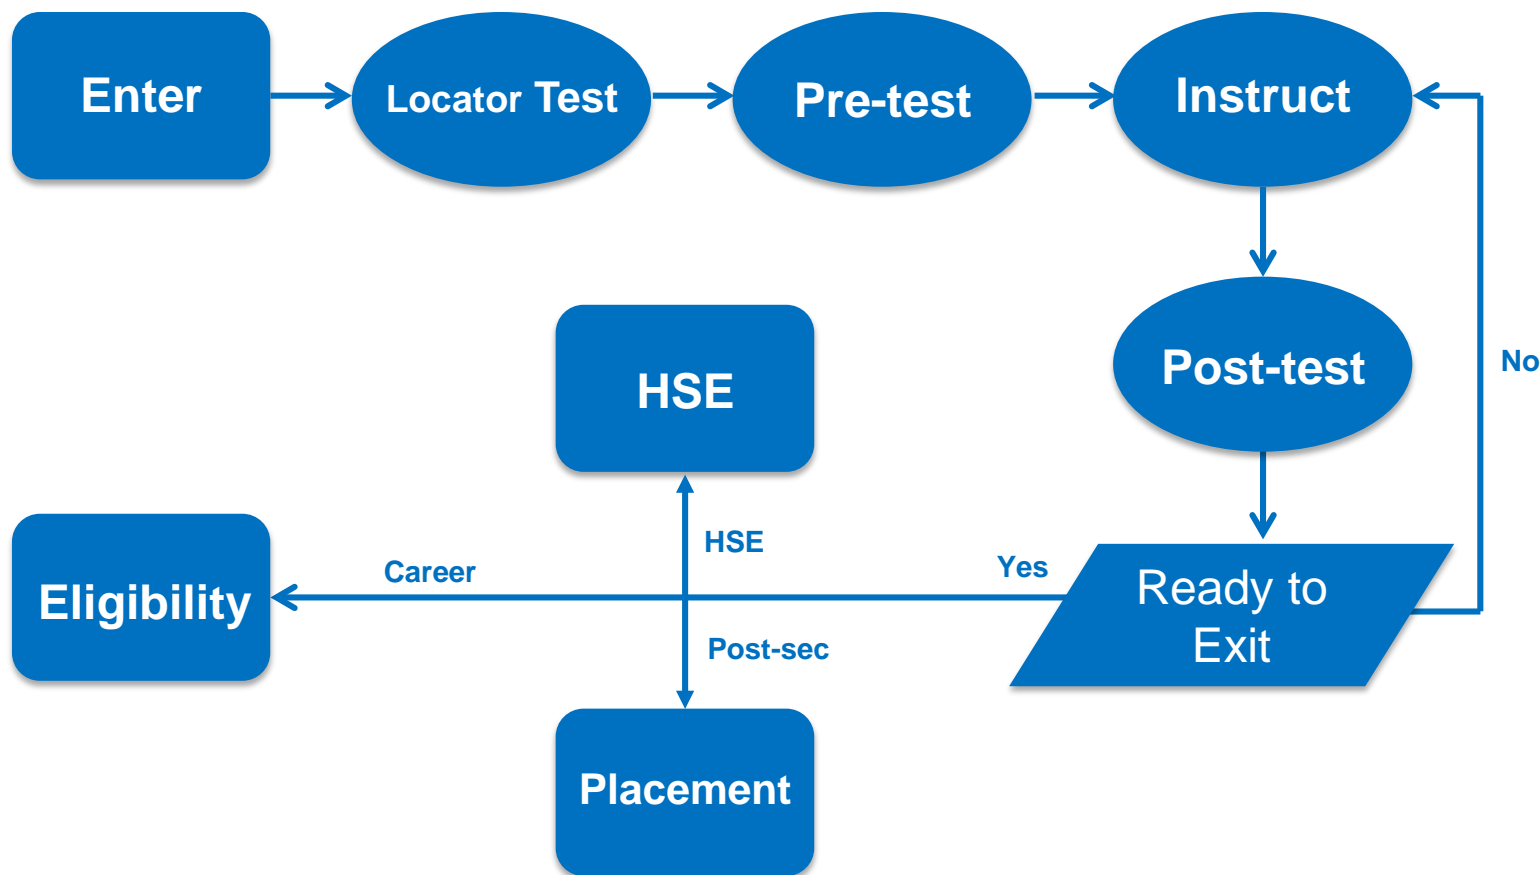 Enter
Locator Test
Pre-test
Instruct
Post-test
No
HSE
HSE
Career
Yes
Ready to
Exit
Eligibility
Post-sec
Placement